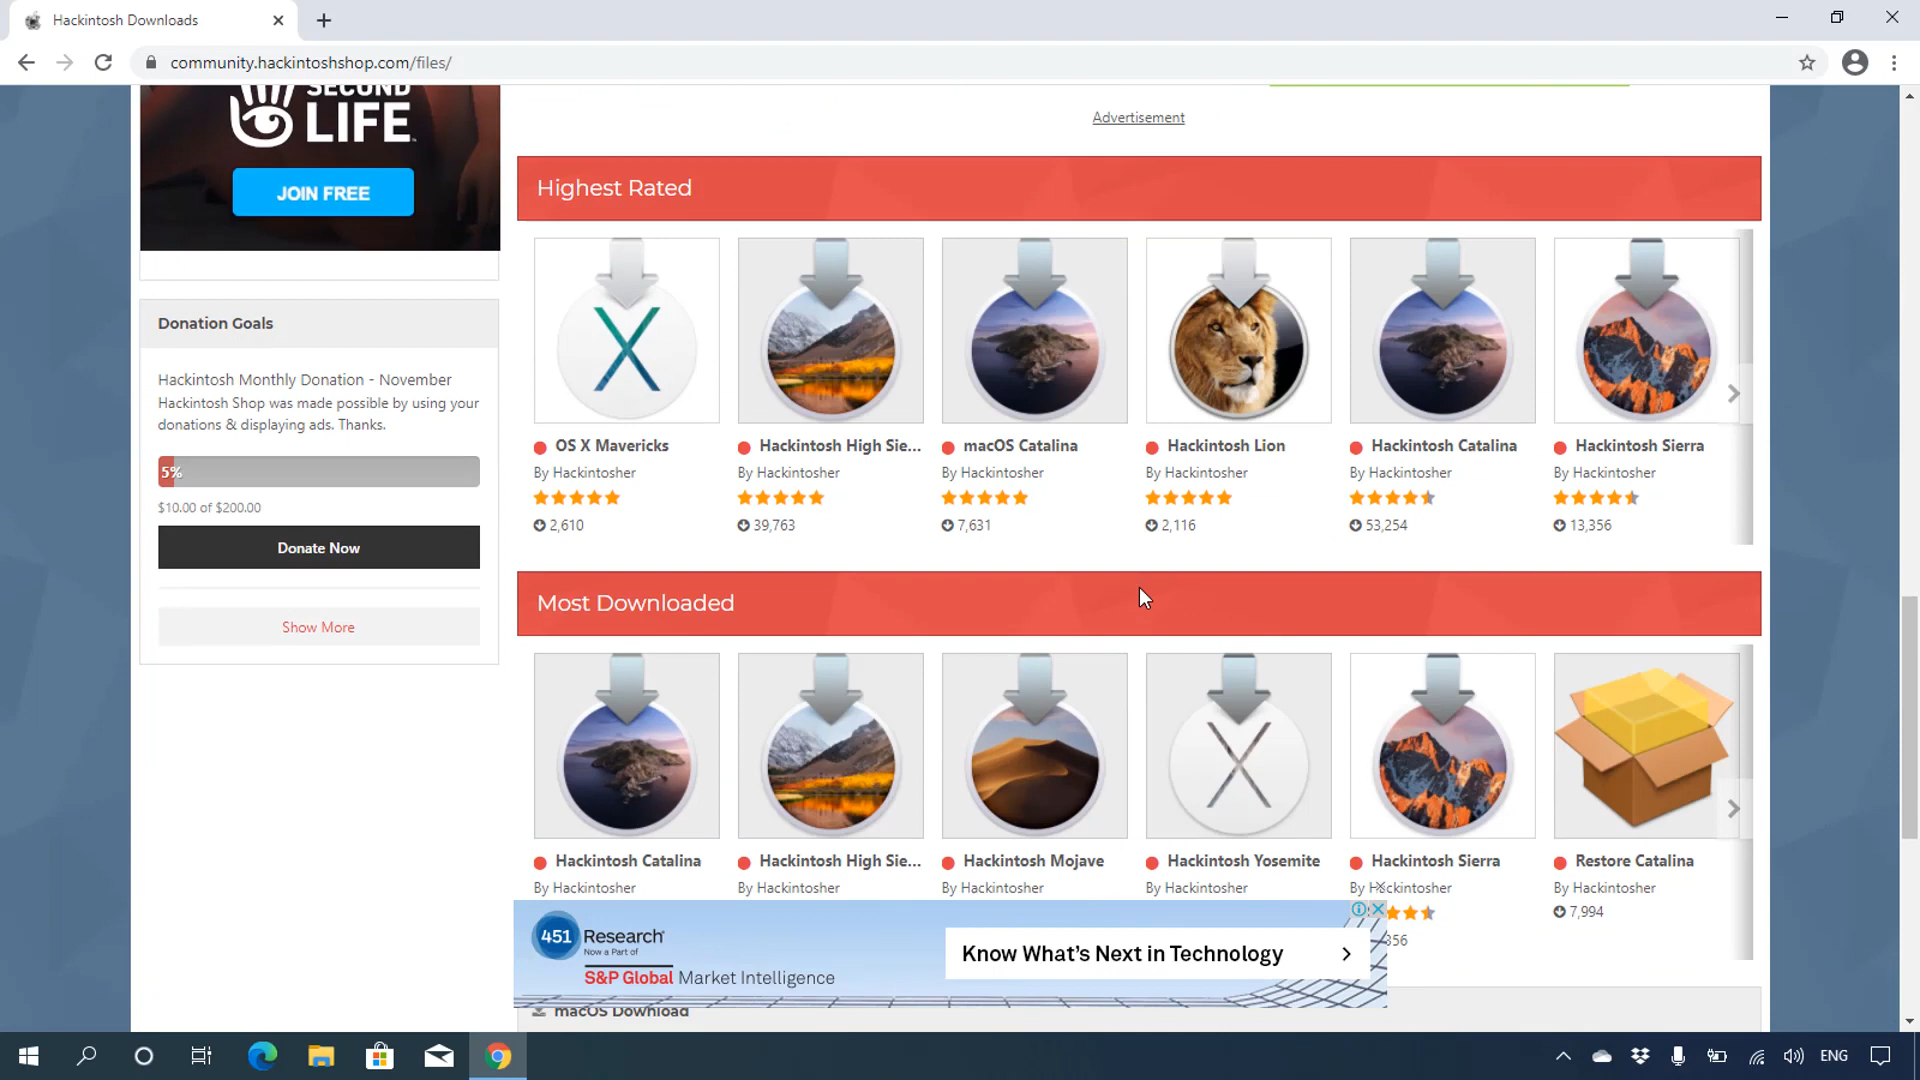 Hackintosh Downloads
community.hackintoshshop.com/files/
SECOND
LIFE
JOIN FREE
Advertisement
Highest Rated
OS X Mavericks
By Hackintosher
2,610
Hackintosh High Sie...
By Hackintosher
39,763
macOS Catalina
By Hackintosher
7,631
Hackintosh Lion
By Hackintosher
2,116
Hackintosh Catalina
By Hackintosher
53,254
Hackintosh Sierra
By Hackintosher
13,356
Donation Goals
Hackintosh Monthly Donation - November
Hackintosh Shop was made possible by using your
donations & displaying ads. Thanks.
5%
$10.00 of $200.00
Donate Now
Show More
Most Downloaded
Hackintosh Catalina
By Hackintosher
Hackintosh High Sie...
By Hackintosher
Hackintosh Mojave
By Hackintosher
Hackintosh Yosemite
By Hackintosher
Hackintosh Sierra
By Hackintosher
356
Restore Catalina
By Hackintosher
7,994
451 Research
Now a Part of
S&P Global Market Intelligence
Know What's Next in Technology
macOS Download
ENG